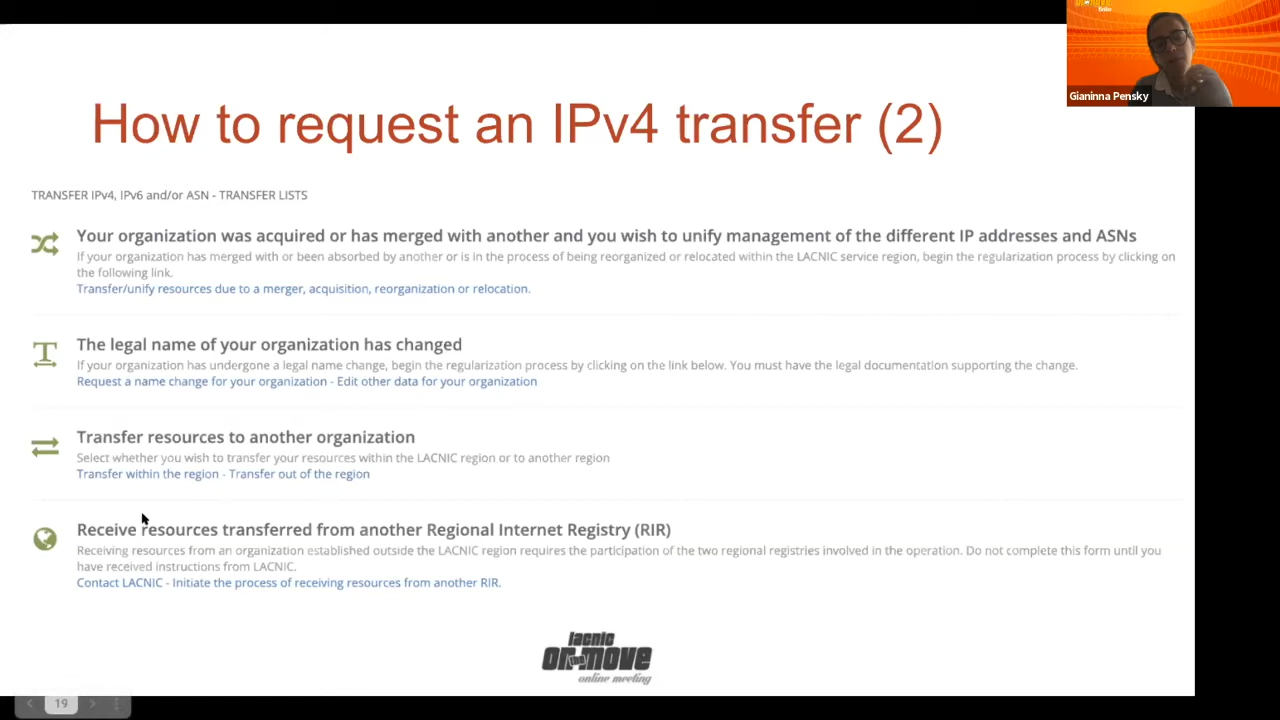 How to request an IPv4 transfer (2)
Gianinna Pensky
TRANSFER IPv4, IPv6 and/or ASN - TRANSFER LISTS
Your organization was acquired or has merged with another and you wish to unify management of the different IP addresses and ASNs
If your organization has merged with or been absorbed by another or is in the process of being reorganized or relocated within the LACNIC service region, begin the regularization process by clicking on
the following link.
Transfer/unify resources due to a merger, acquisition, reorganization or relocation.
The legal name of your organization has changed
If your organization has undergone a legal name change, begin the regularization process by clicking on the link below. You must have the legal documentation supporting the change.
Request a name change for your organization - Edit other data for your organization
Transfer resources to another organization
Select whether you wish to transfer your resources within the LACNIC region or to another region
Transfer within the region - Transfer out of the region
Receive resources transferred from another Regional Internet Registry (RIR)
Receiving resources from an organization established outside the LACNIC region requires the participation of the two regional registries involved in the operation. Do not complete this form until you
have received instructions from LACNIC.
Contact LACNIC - Initiate the process of receiving resources from another RIR.
lacnic
on-move
online meeting
19